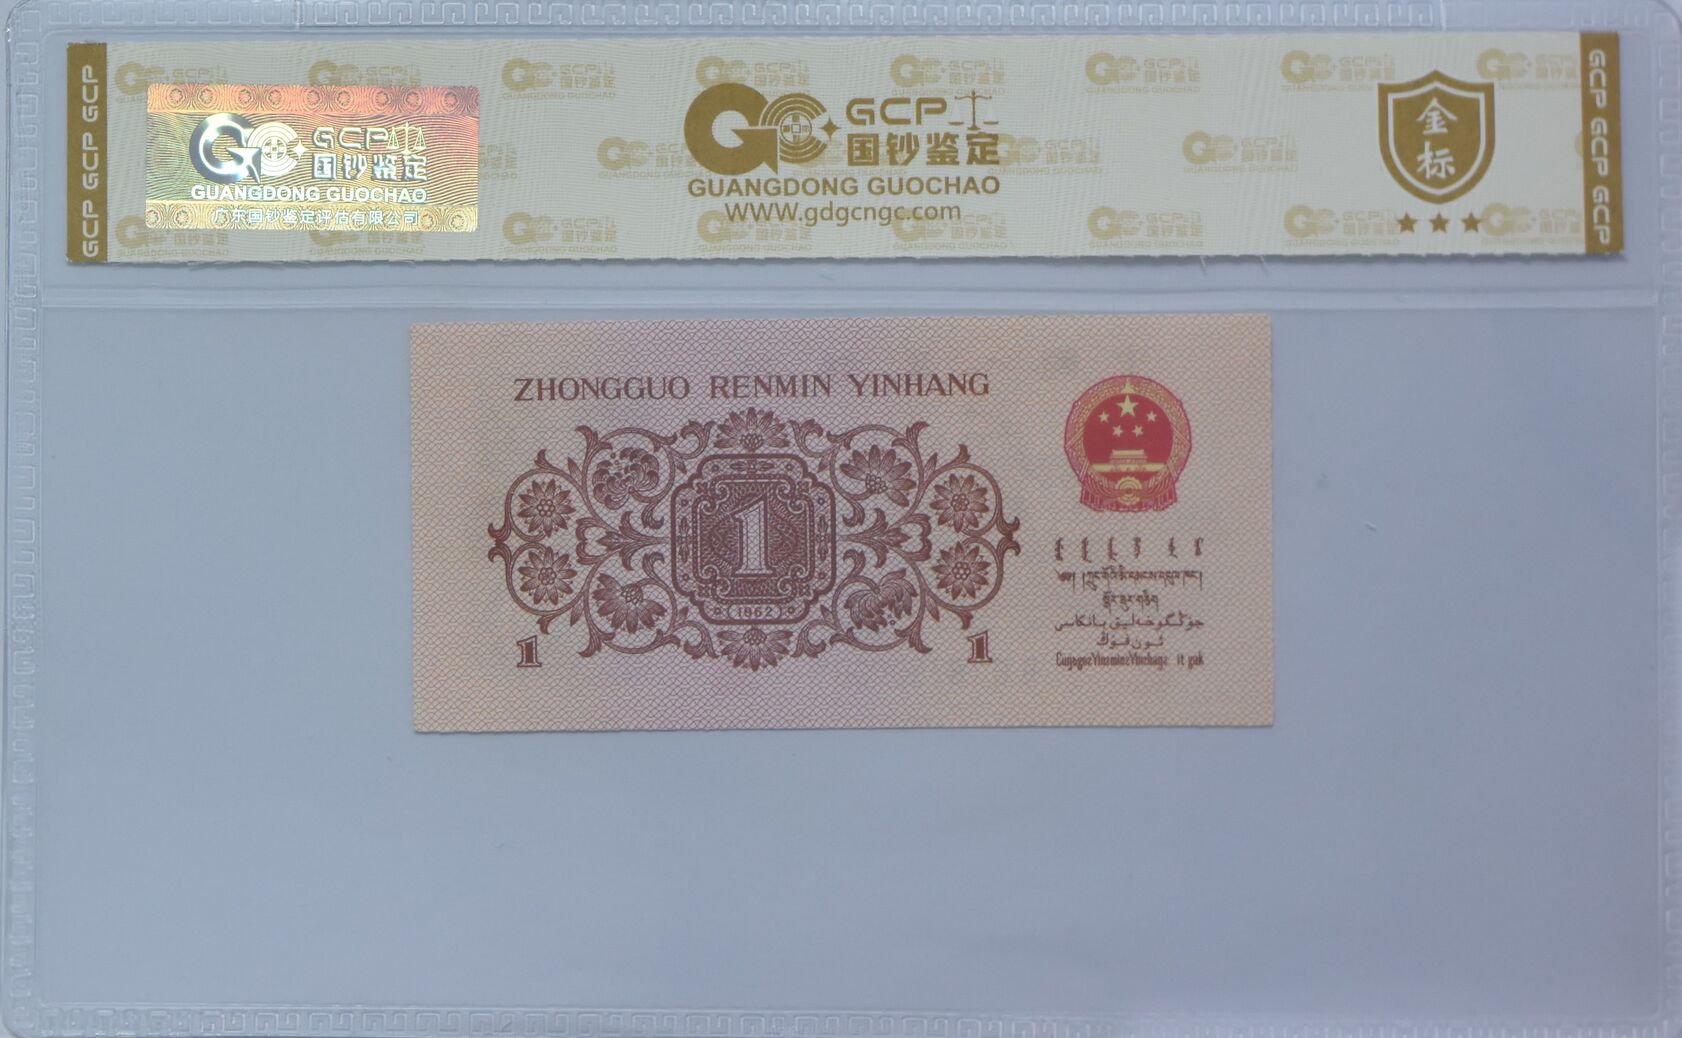 GCP GCP GCP
GCP
国钞鉴定
GUANGDONG GUOCHAO
广东国钞鉴定评估有限公司
GCP
国钞鉴定
GUANGDONG GUOCHAO
WWW.gdgcngc.com
金标
GCP GCP GCP
ZHONGGUO RENMIN YINHANG
1
1962
1
1